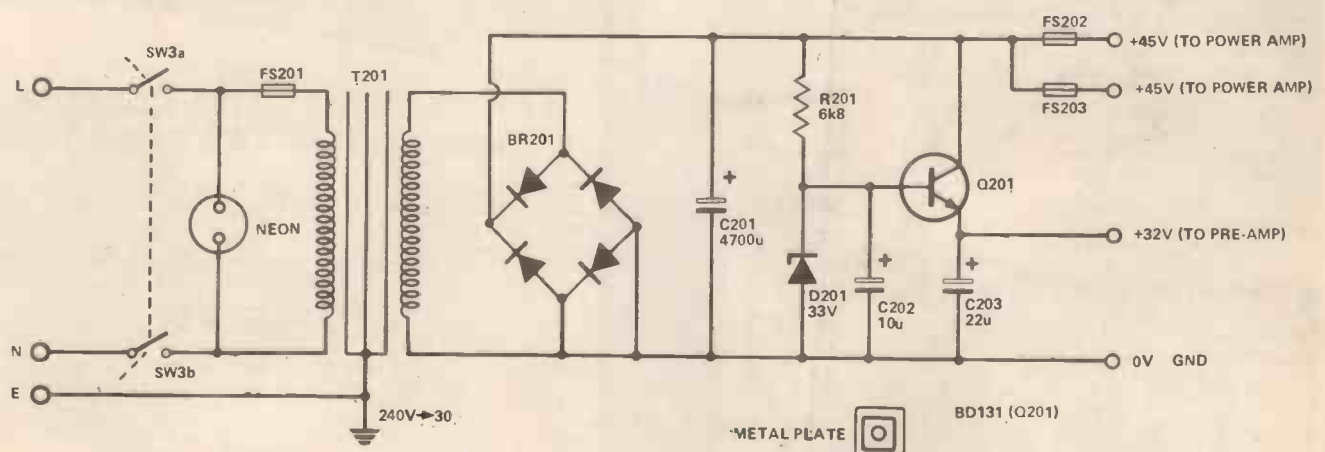 SW3a
L
FS201
T201
NEON
N
SW3b
E
240V→30
BR201
C201
4700u
+
R201
6k8
D201
33V
+
C202
10u
Q201
+
C203
22u
FS202
+45V (TO POWER AMP)
FS203
+45V (TO POWER AMP)
+32V (TO PRE-AMP)
0V GND
METAL PLATE
BD131 (Q201)